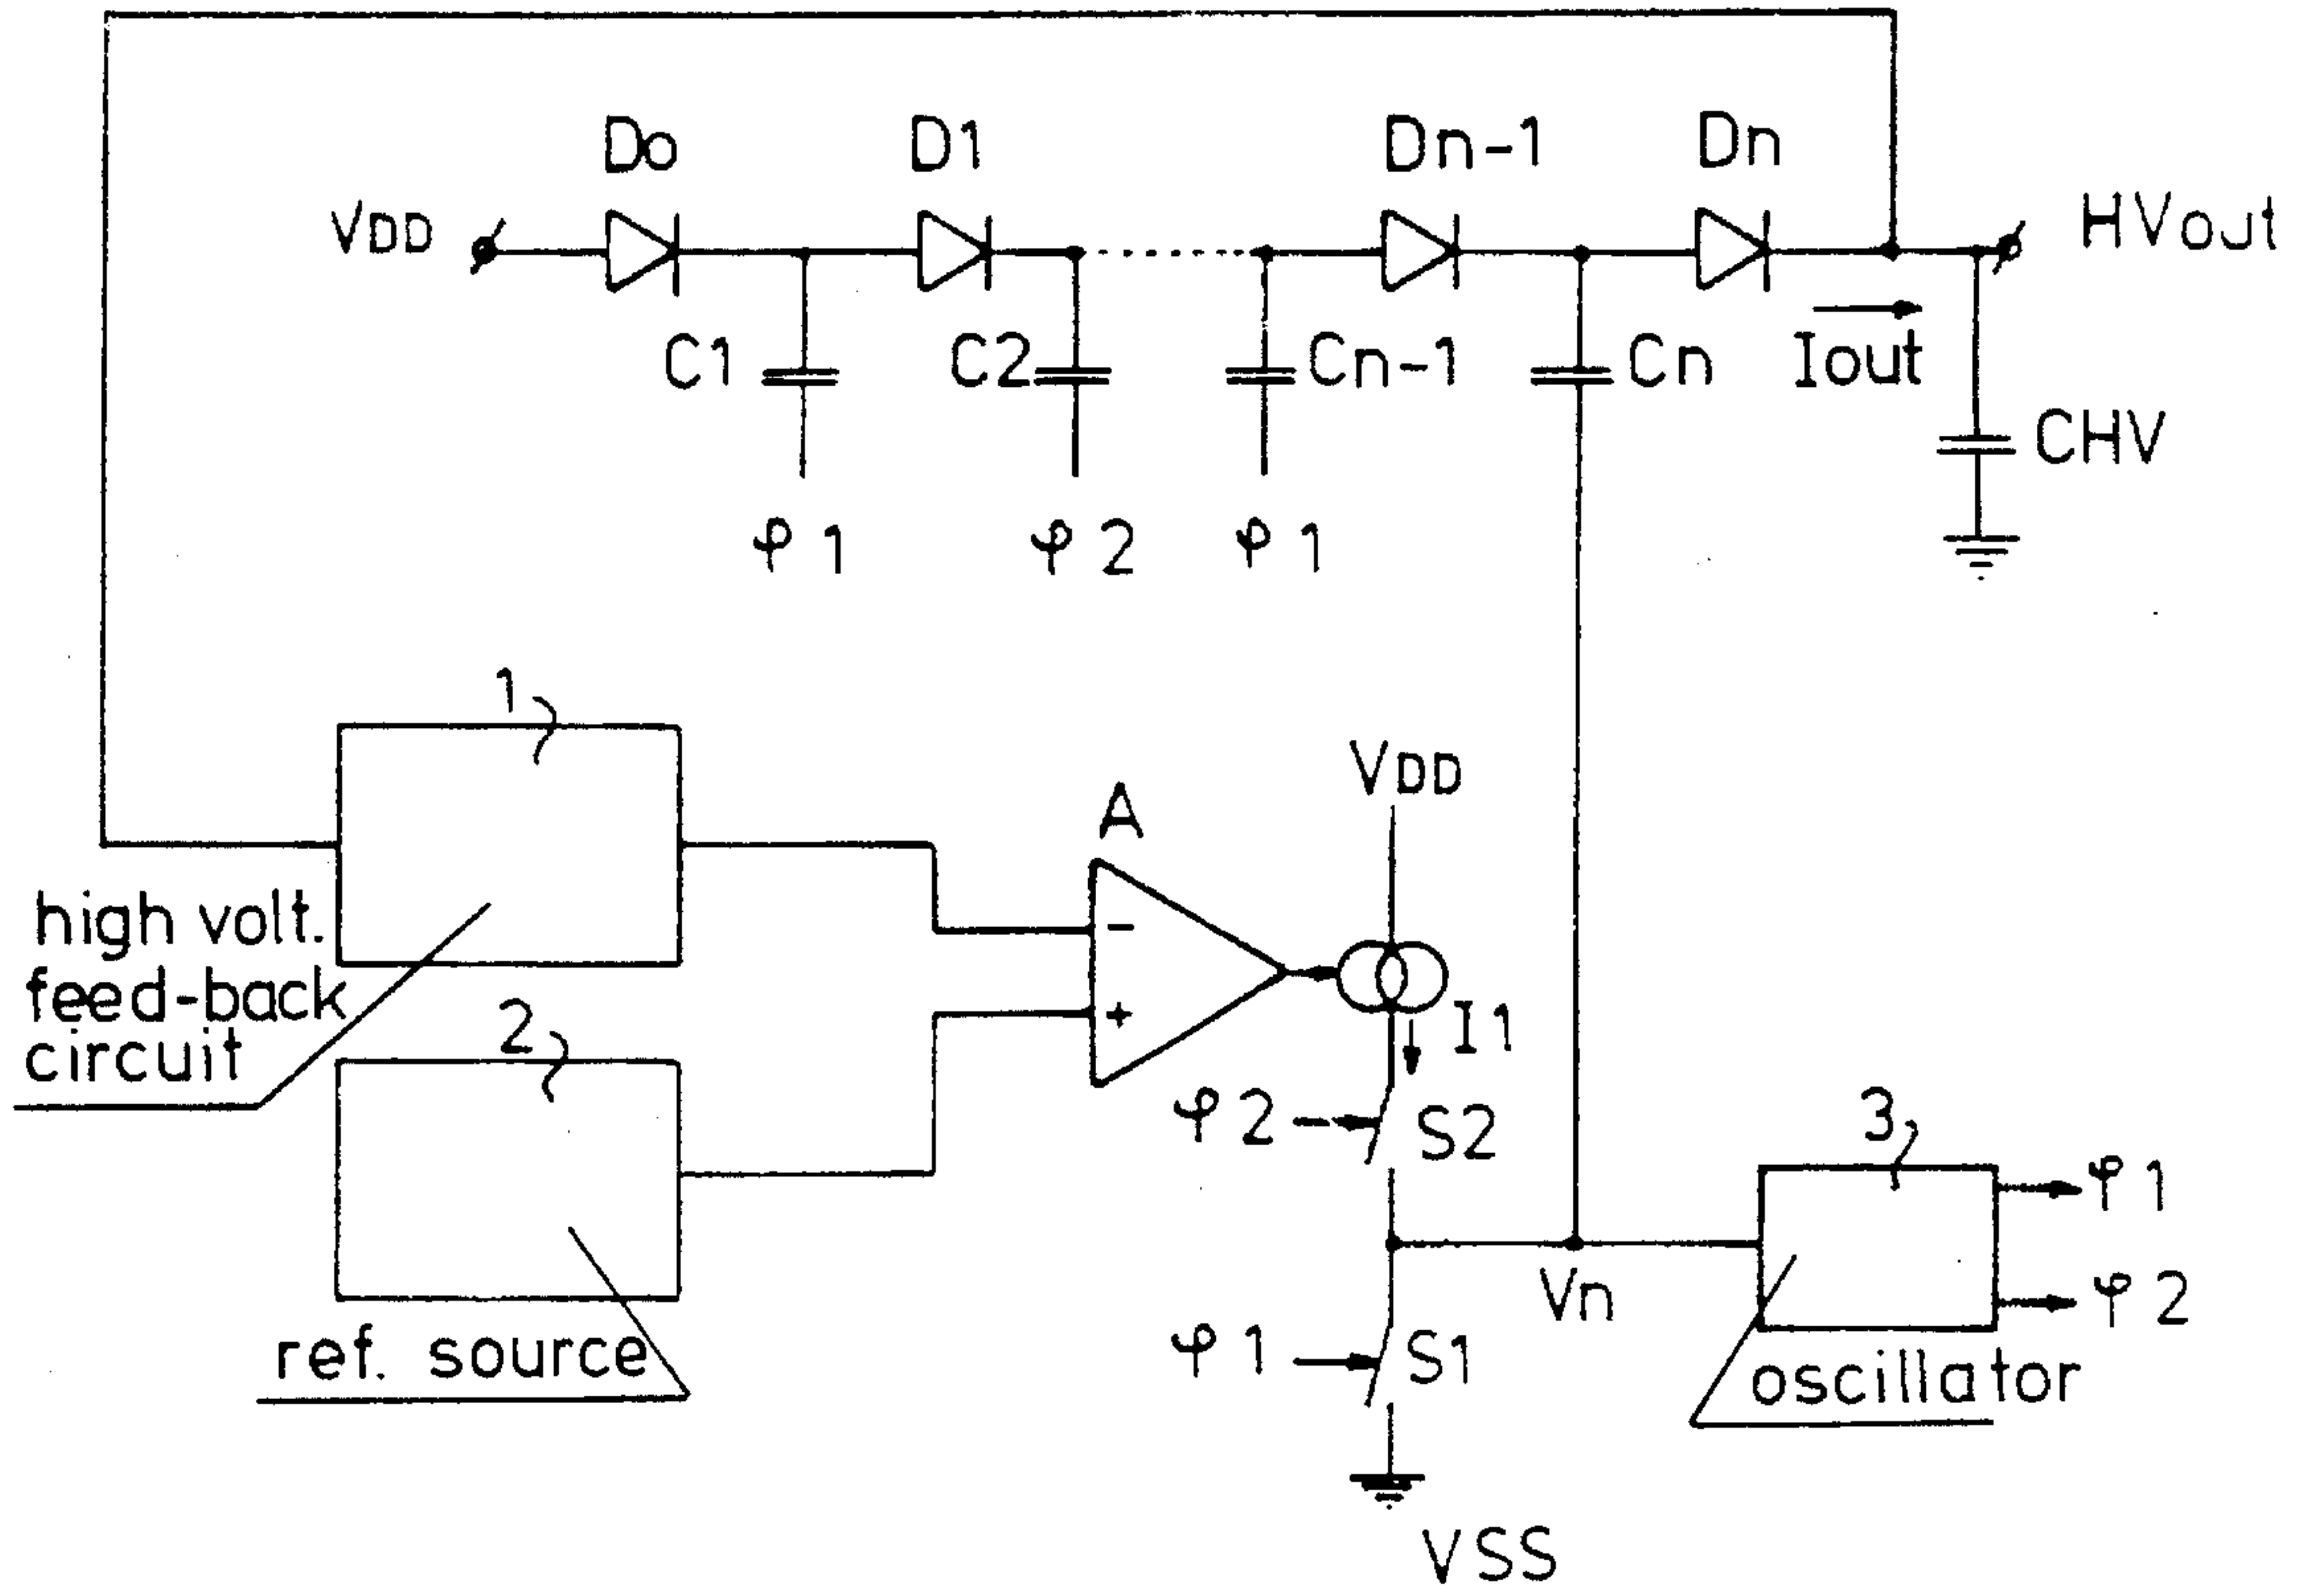 Do D1 Dn-1 Dn
VDD HVout
C1 C2 Cn-1 Cn Iout
CHV
φ1 φ2 φ1
1
VDD
A
high volt.
feed-back
circuit
-
+
2
I1
φ2 S2
3
φ1
Vn
φ2
ref. source
φ1 S1
oscillator
VSS